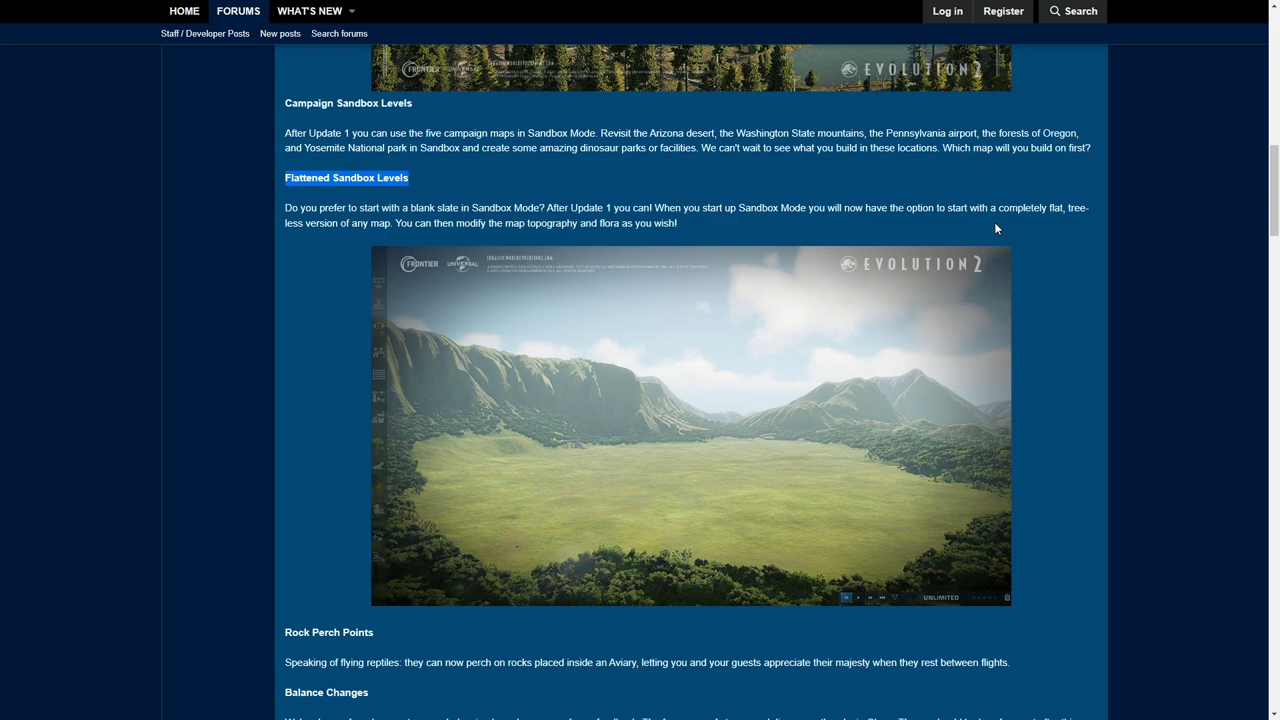 HOME FORUMS WHAT'S NEW Log in Register Search
Staff / Developer Posts New posts Search forums
FRONTIER UNIVERSAL EVOLUTION 2
Campaign Sandbox Levels
After Update 1 you can use the five campaign maps in Sandbox Mode. Revisit the Arizona desert, the Washington State mountains, the Pennsylvania airport, the forests of Oregon,
and Yosemite National park in Sandbox and create some amazing dinosaur parks or facilities. We can't wait to see what you build in these locations. Which map will you build on first?
Flattened Sandbox Levels
Do you prefer to start with a blank slate in Sandbox Mode? After Update 1 you can! When you start up Sandbox Mode you will now have the option to start with a completely flat, tree-
less version of any map. You can then modify the map topography and flora as you wish!
FRONTIER UNIVERSAL JURASSICWORLDEVOLUTION2.COM EVOLUTION 2
UNLIMITED
Rock Perch Points
Speaking of flying reptiles: they can now perch on rocks placed inside an Aviary, letting you and your guests appreciate their majesty when they rest between flights.
Balance Changes